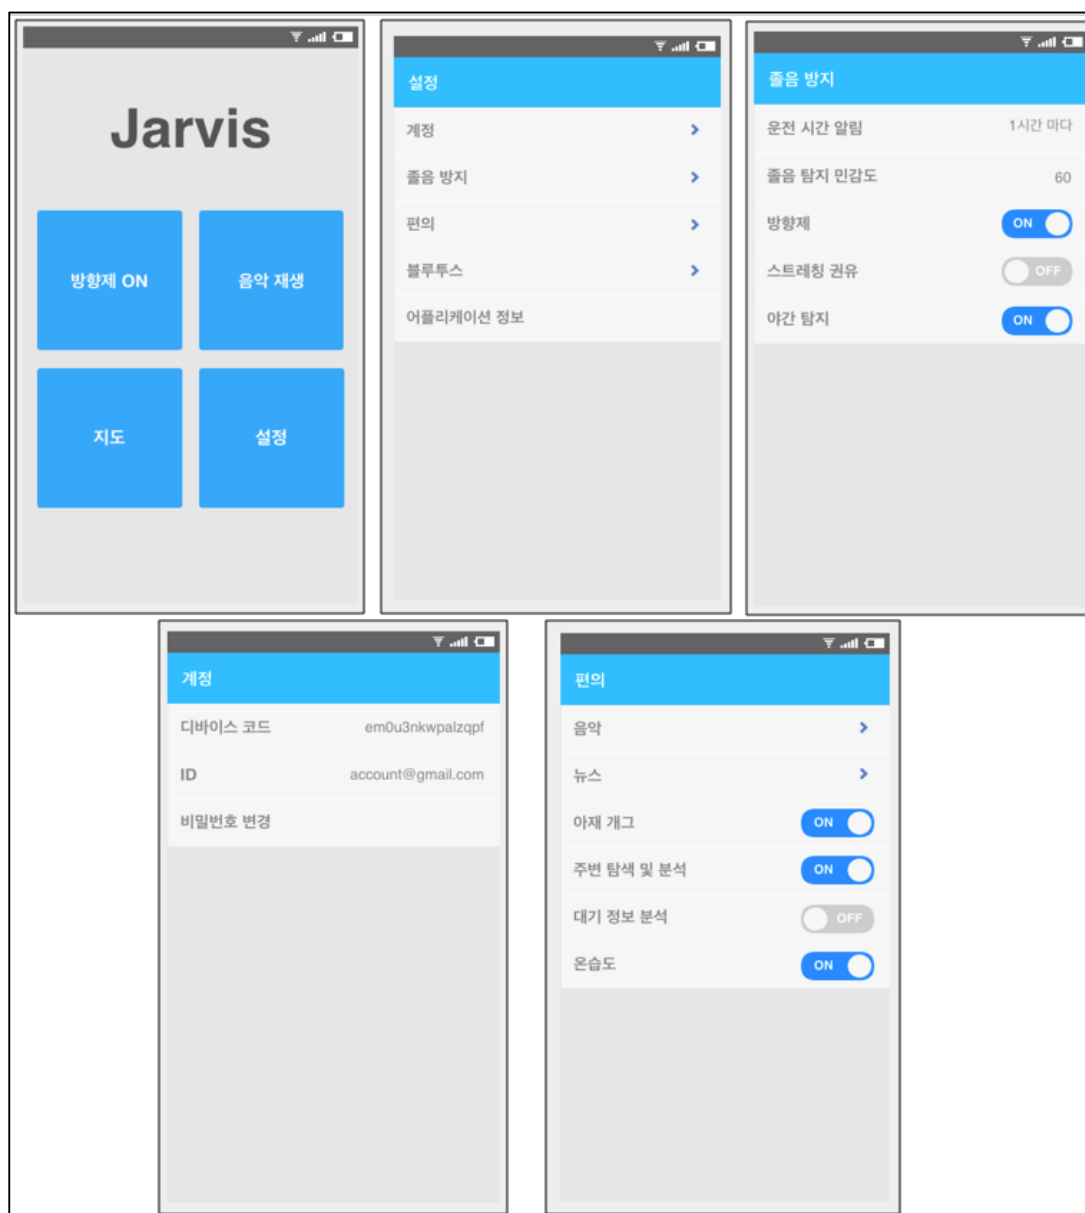 Jarvis
방향제 ON
음악 재생
지도
설정
설정
계정
졸음 방지
편의
블루투스
어플리케이션 정보
졸음 방지
운전 시간 알림 1시간 마다
졸음 탐지 민감도 60
방향제 ON
스트레칭 권유 OFF
야간 탐지 ON
계정
디바이스 코드 em0u3nkwpalzqpf
ID account@gmail.com
비밀번호 변경
편의
음악
뉴스
아재 개그 ON
주변 탐색 및 분석 ON
대기 정보 분석 OFF
온습도 ON